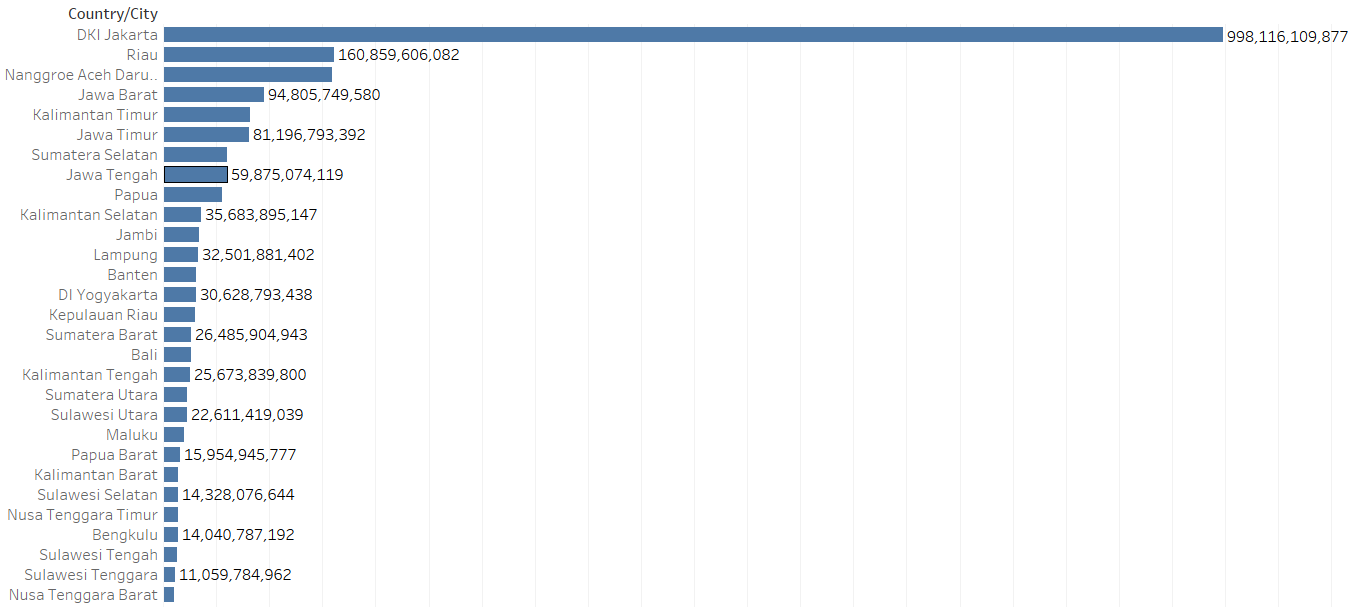 Country/City
DKI Jakarta 998,116,109,877
Riau 160,859,606,082
Nanggroe Aceh Daru..
Jawa Barat 94,805,749,580
Kalimantan Timur
Jawa Timur 81,196,793,392
Sumatera Selatan
Jawa Tengah 59,875,074,119
Papua
Kalimantan Selatan 35,683,895,147
Jambi
Lampung 32,501,881,402
Banten
DI Yogyakarta 30,628,793,438
Kepulauan Riau
Sumatera Barat 26,485,904,943
Bali
Kalimantan Tengah 25,673,839,800
Sumatera Utara
Sulawesi Utara 22,611,419,039
Maluku
Papua Barat 15,954,945,777
Kalimantan Barat
Sulawesi Selatan 14,328,076,644
Nusa Tenggara Timur
Bengkulu 14,040,787,192
Sulawesi Tengah
Sulawesi Tenggara 11,059,784,962
Nusa Tenggara Barat